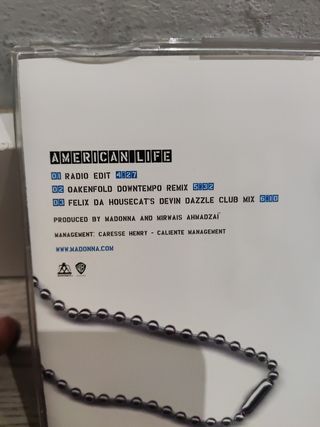 AMERICAN LIFE
01 RADIO EDIT 4:27
02 OAKENFOLD DOWNTEMPO REMIX 5:32
03 FELIX DA HOUSECAT'S DEVIN DAZZLE CLUB MIX 6:10
PRODUCED BY MADONNA AND MIRWAIS AHMADZAÏ
MANAGEMENT: CARESSE HENRY - CALIENTE MANAGEMENT
WWW.MADONNA.COM